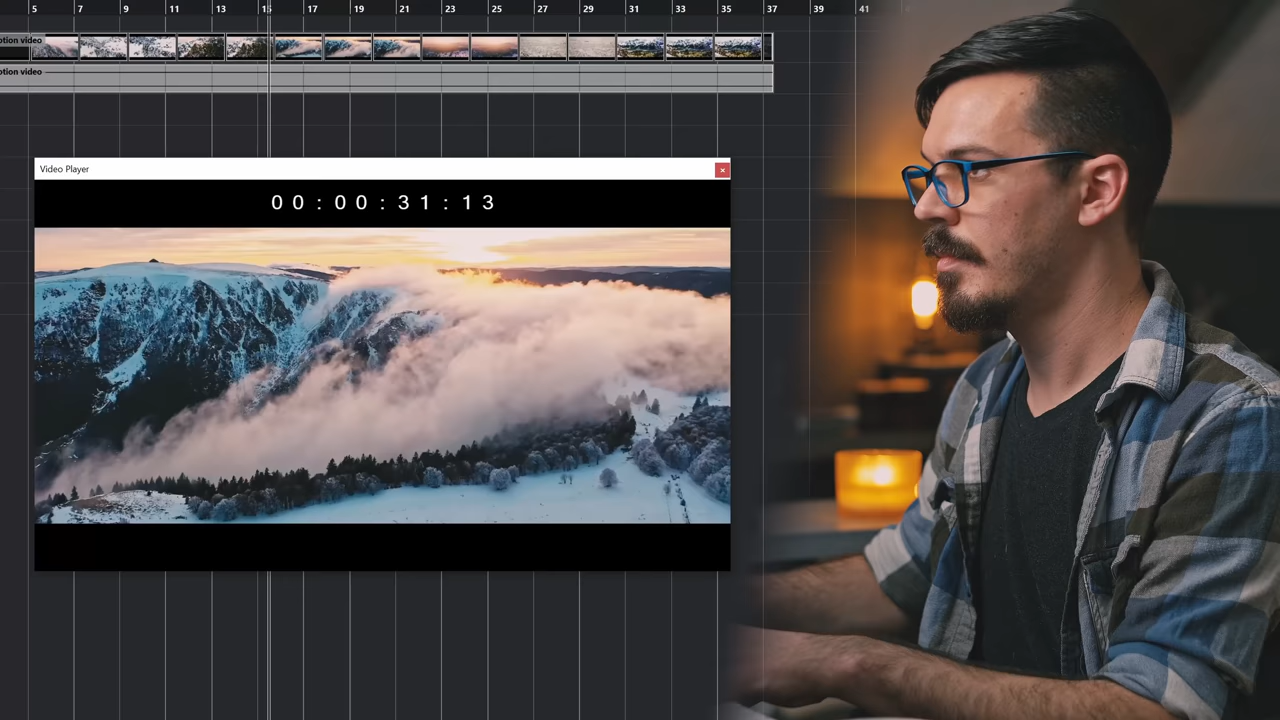 5 7 9 11 13 15 17 19 21 23 25 27 29 31 33 35 37 39 41
otion video
otion video
Video Player
00:00:31:13